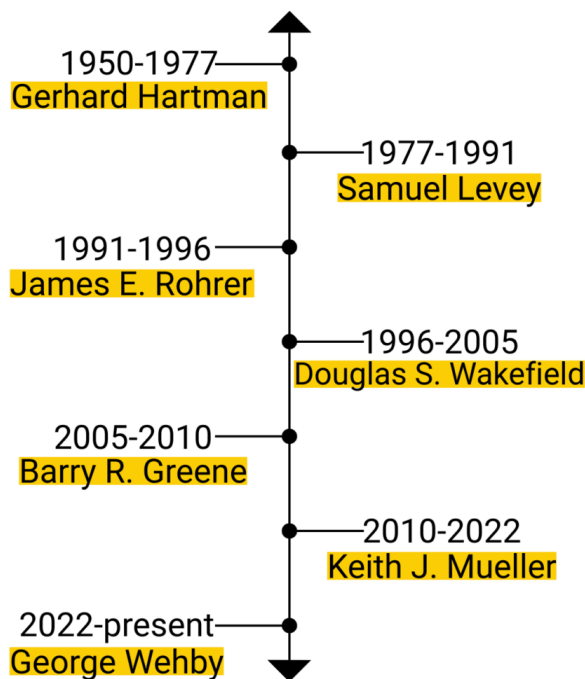 1950-1977
Gerhard Hartman
1977-1991
Samuel Levey
1991-1996
James E. Rohrer
1996-2005
Douglas S. Wakefield
2005-2010
Barry R. Greene
2010-2022
Keith J. Mueller
2022-present
George Wehby